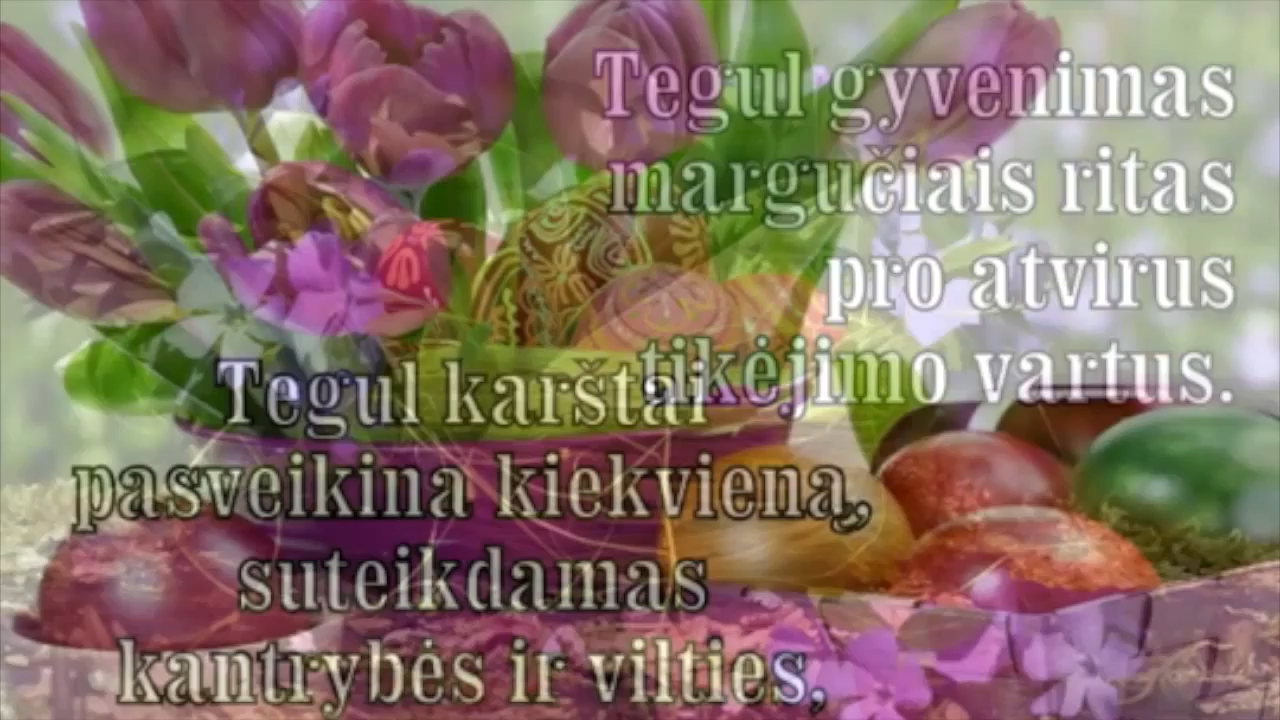 Tegul gyvenimas
margučiais ritas
pro atvirus
tikėjimo vartus.
Tegul karštai
pasveikina kiekvieną,
suteikdamas
kantrybės ir vilties,